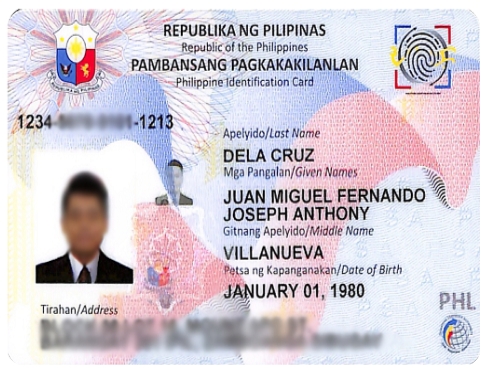 REPUBLIKA NG PILIPINAS
Republic of the Philippines
PAMBANSANG PAGKAKAKILANLAN
Philippine Identification Card
1234- -1213
Apelyido/Last Name
DELA CRUZ
Mga Pangalan/Given Names
JUAN MIGUEL FERNANDO
JOSEPH ANTHONY
Gitnang Apelyido/Middle Name
VILLANUEVA
Petsa ng Kapanganakan/Date of Birth
JANUARY 01, 1980
PHL
Tirahan/Address